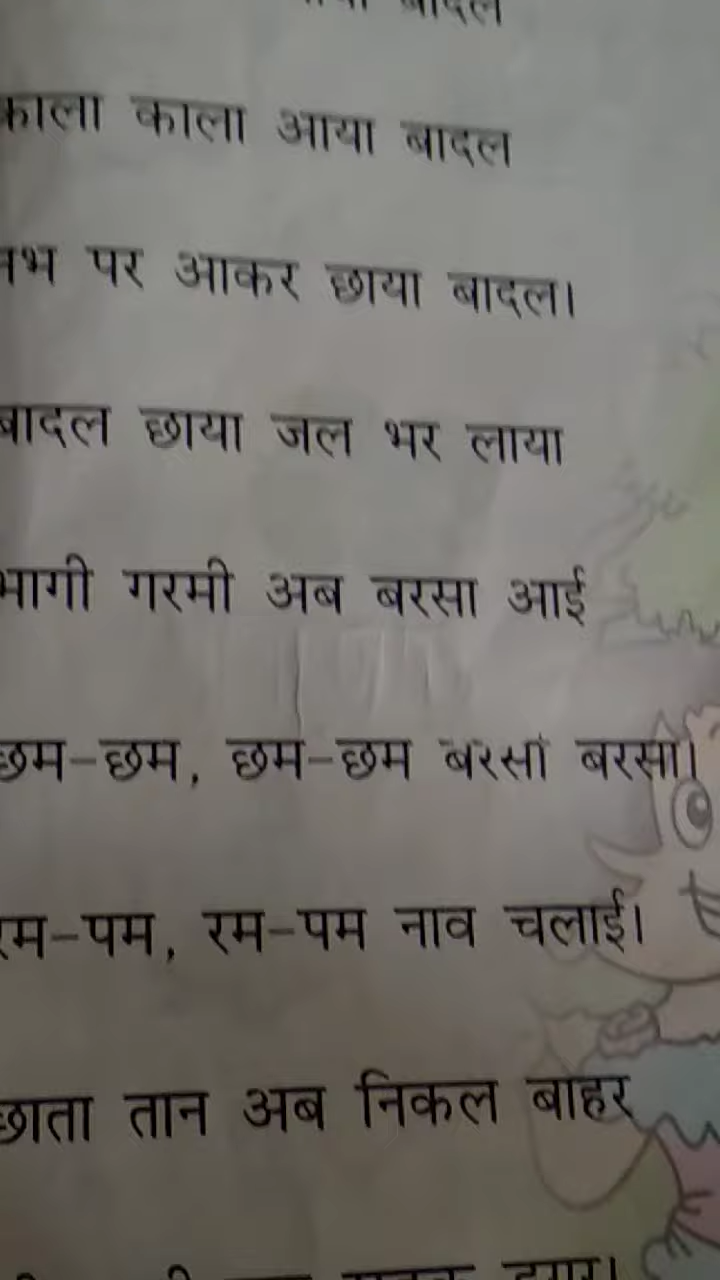 बादल
काला काला आया बादल
नभ पर आकर छाया बादल।
बादल छाया जल भर लाया
भागी गरमी अब बरसा आई
छम-छम, छम-छम बरसा बरसा।
रम-पम, रम-पम नाव चलाई।
छाता तान अब निकल बाहर